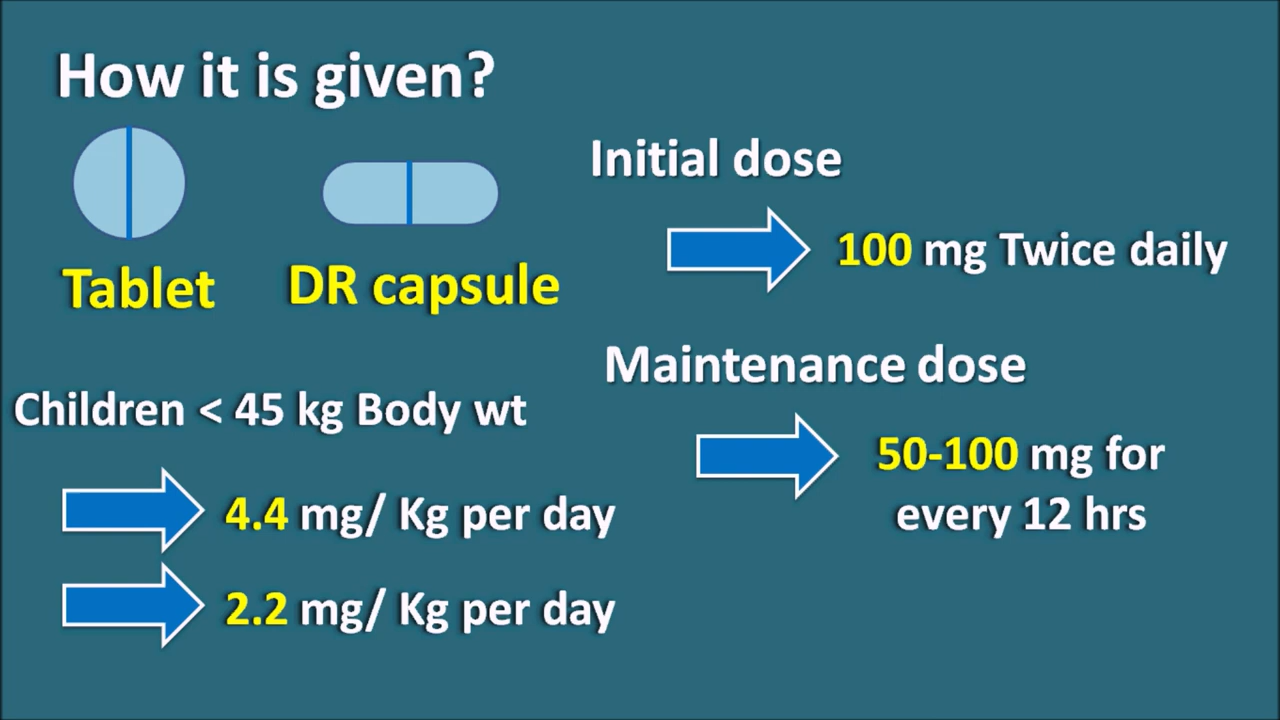 How it is given?
Tablet
DR capsule
Children < 45 kg Body wt
4.4 mg/ Kg per day
2.2 mg/ Kg per day
Initial dose
100 mg Twice daily
Maintenance dose
50-100 mg for
every 12 hrs